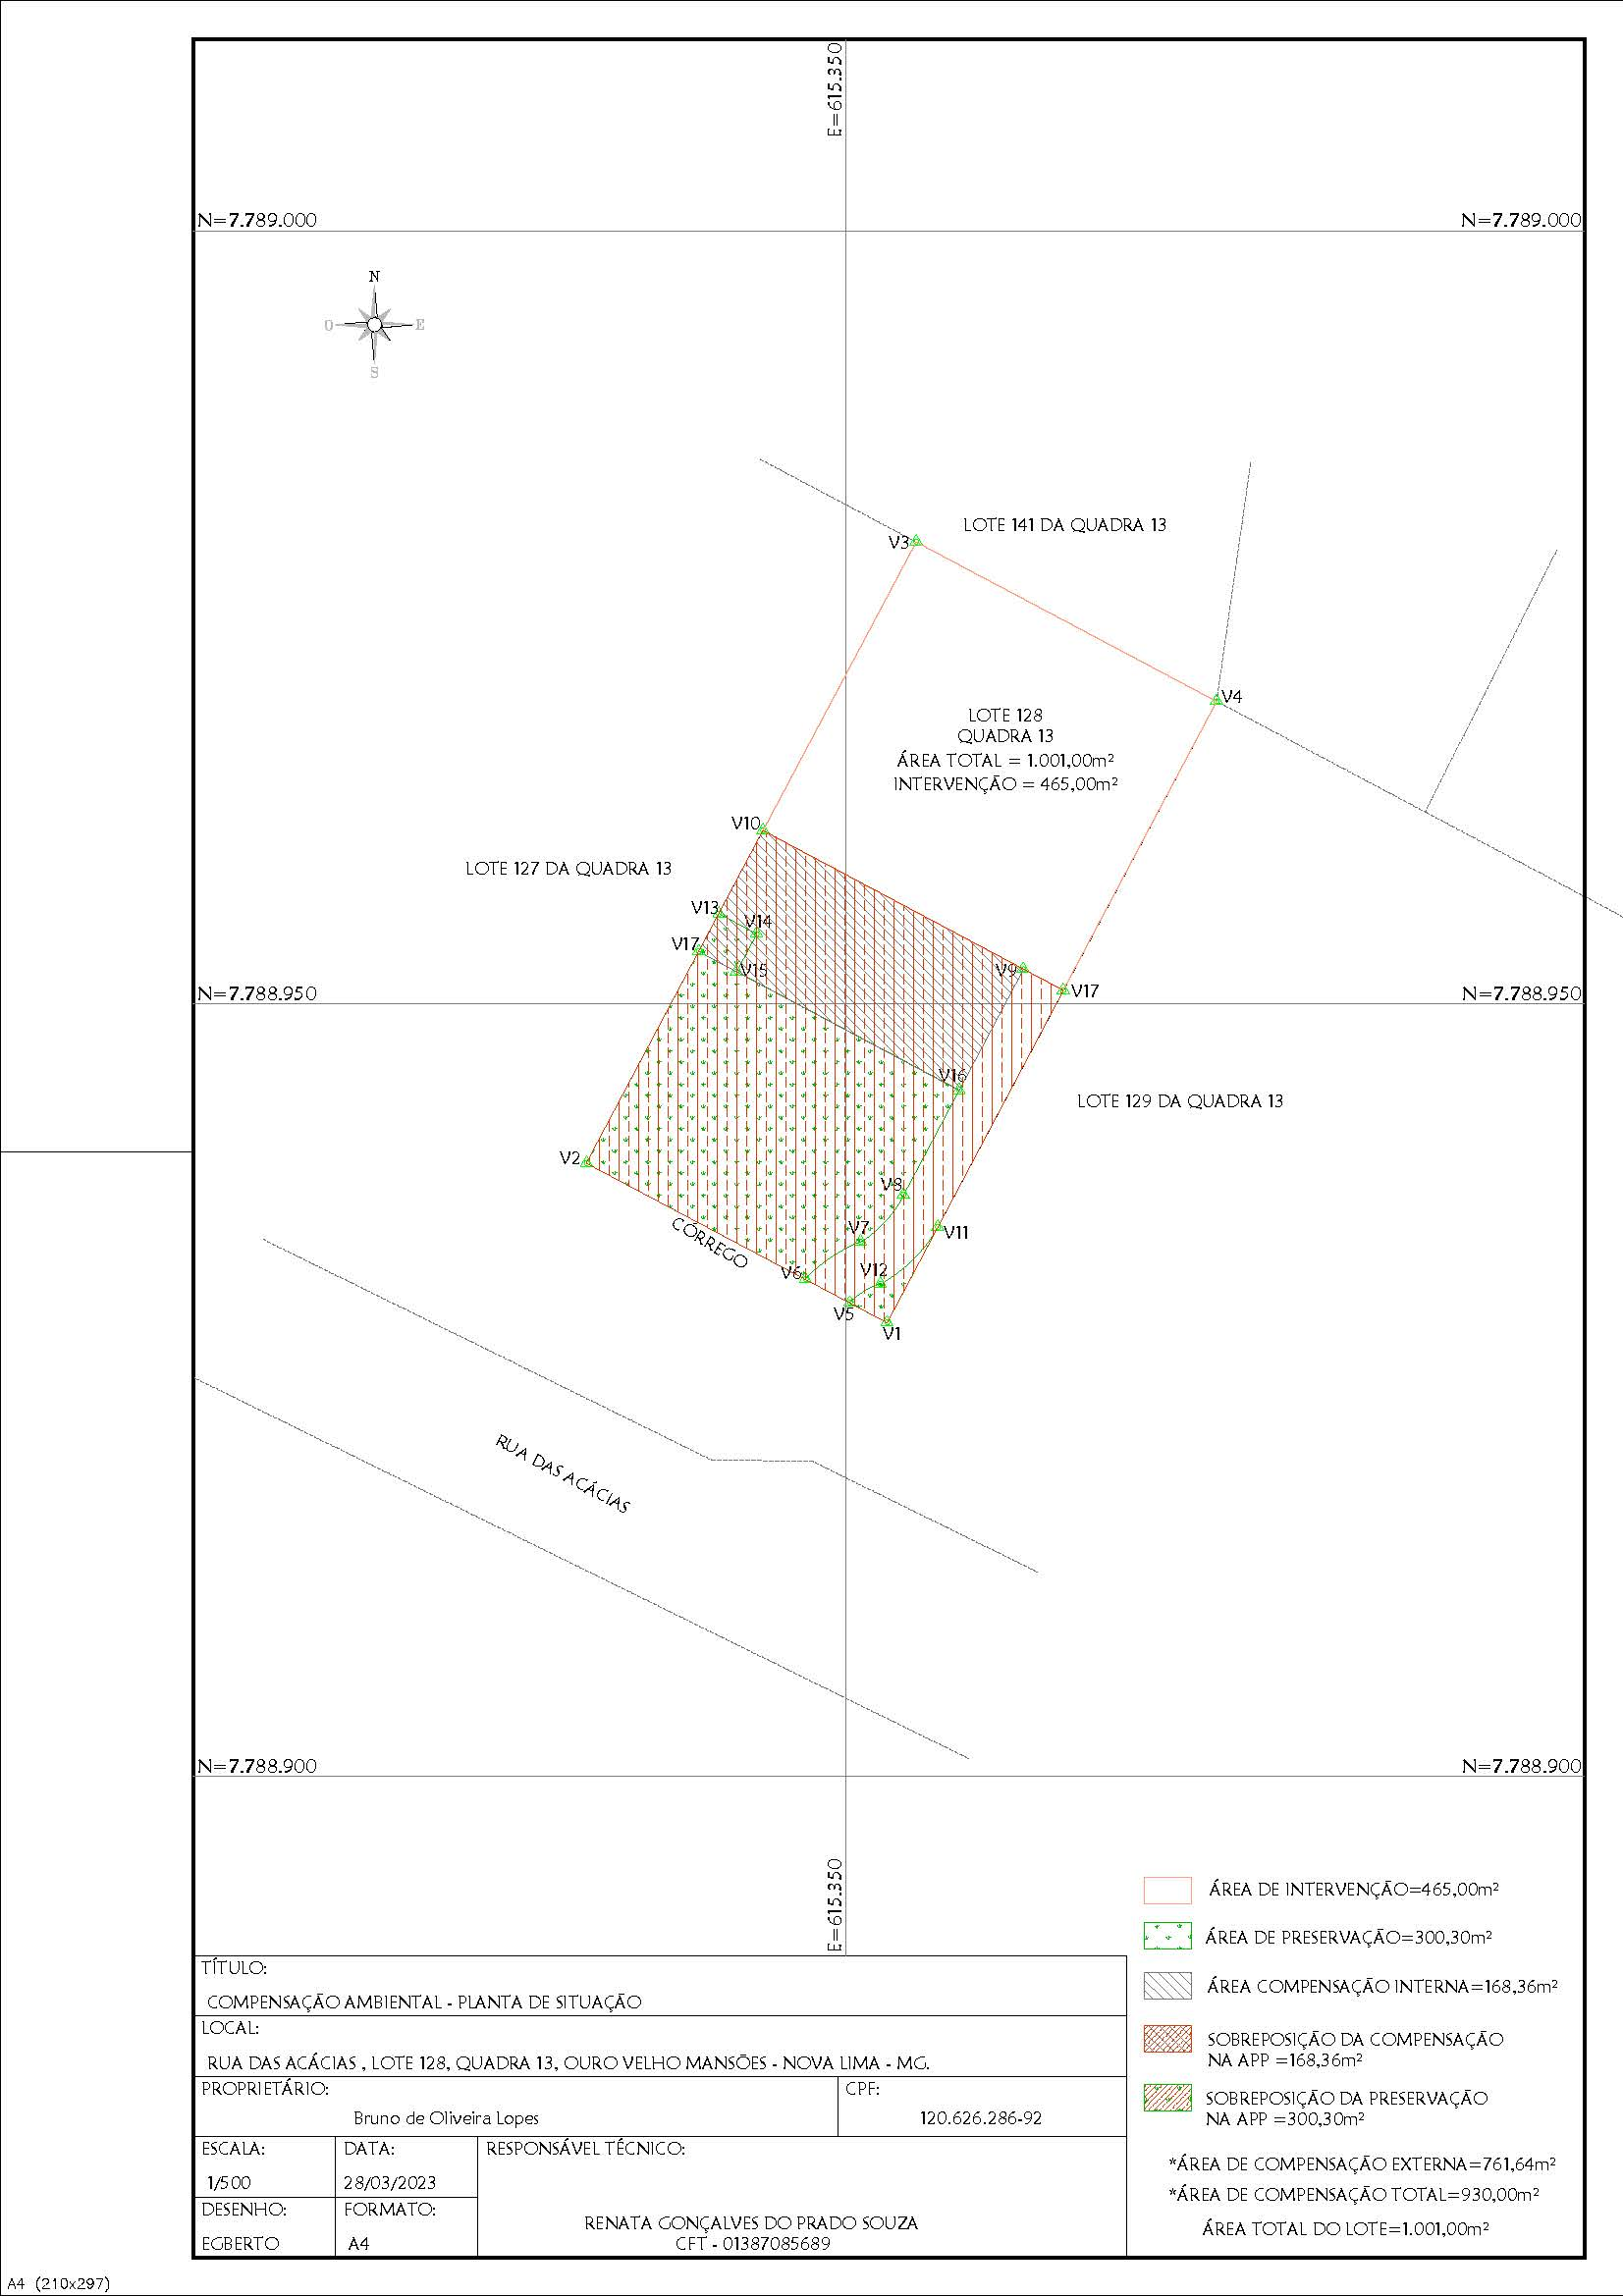 E=615.350
N=7.789.000
N=7.789.000
N
O
E
S
LOTE 141 DA QUADRA 13
V3
V4
LOTE 128
QUADRA 13
ÁREA TOTAL = 1.001,00m²
INTERVENÇÃO = 465,00m²
V10
LOTE 127 DA QUADRA 13
V13
V14
V17
V15
V9
V17
N=7.788.950
N=7.788.950
V16
LOTE 129 DA QUADRA 13
V2
V8
CÓRREGO
V7
V11
V6
V12
V5
V1
RUA DAS ACÁCIAS
N=7.788.900
N=7.788.900
E=615.350
ÁREA DE INTERVENÇÃO=465,00m²
ÁREA DE PRESERVAÇÃO=300,30m²
ÁREA COMPENSAÇÃO INTERNA=168,36m²
SOBREPOSIÇÃO DA COMPENSAÇÃO
NA APP =168,36m²
SOBREPOSIÇÃO DA PRESERVAÇÃO
NA APP =300,30m²
*ÁREA DE COMPENSAÇÃO EXTERNA=761,64m²
*ÁREA DE COMPENSAÇÃO TOTAL=930,00m²
ÁREA TOTAL DO LOTE=1.001,00m²
TÍTULO:
COMPENSAÇÃO AMBIENTAL - PLANTA DE SITUAÇÃO
LOCAL:
RUA DAS ACÁCIAS , LOTE 128, QUADRA 13, OURO VELHO MANSÕES - NOVA LIMA - MG.
PROPRIETÁRIO:
Bruno de Oliveira Lopes
CPF:
120.626.286-92
ESCALA:
1/500
DATA:
28/03/2023
RESPONSÁVEL TÉCNICO:
DESENHO:
EGBERTO
FORMATO:
A4
RENATA GONÇALVES DO PRADO SOUZA
CFT - 01387085689
A4 (210x297)